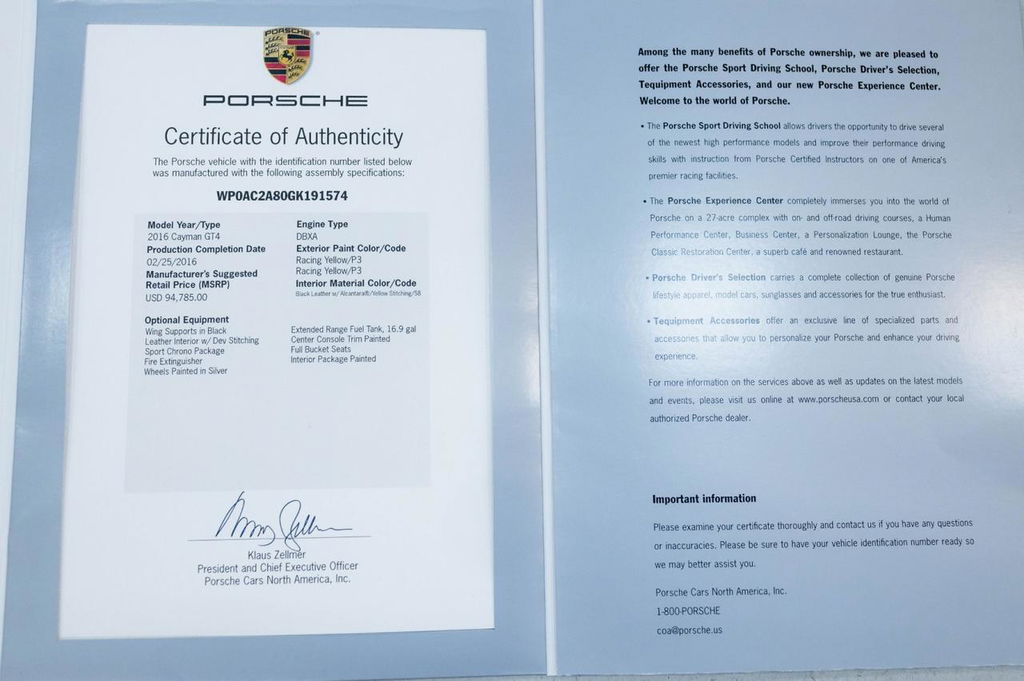 PORSCHE
PORSCHE
Certificate of Authenticity
The Porsche vehicle with the identification number listed below
was manufactured with the following assembly specifications:
WP0AC2A80GK191574
Model Year/Type
2016 Cayman GT4
Production Completion Date
02/25/2016
Manufacturer's Suggested
Retail Price (MSRP)
USD 94,785.00
Engine Type
DBXA
Exterior Paint Color/Code
Racing Yellow/P3
Racing Yellow/P3
Interior Material Color/Code
Black Leather w/ Alcantara®/Yellow Stitching/58
Optional Equipment
Wing Supports in Black
Leather Interior w/ Dev Stitching
Sport Chrono Package
Fire Extinguisher
Wheels Painted in Silver
Extended Range Fuel Tank, 16.9 gal
Center Console Trim Painted
Full Bucket Seats
Interior Package Painted
Klaus Zellmer
President and Chief Executive Officer
Porsche Cars North America, Inc.
Among the many benefits of Porsche ownership, we are pleased to
offer the Porsche Sport Driving School, Porsche Driver's Selection,
Tequipment Accessories, and our new Porsche Experience Center.
Welcome to the world of Porsche.
• The Porsche Sport Driving School allows drivers the opportunity to drive several
of the newest high performance models and improve their performance driving
skills with instruction from Porsche Certified Instructors on one of America's
premier racing facilities.
• The Porsche Experience Center completely immerses you into the world of
Porsche on a 27-acre complex with on- and off-road driving courses, a Human
Performance Center, Business Center, a Personalization Lounge, the Porsche
Classic Restoration Center, a superb café and renowned restaurant.
• Porsche Driver's Selection carries a complete collection of genuine Porsche
lifestyle apparel, model cars, sunglasses and accessories for the true enthusiast.
• Tequipment Accessories offer an exclusive line of specialized parts and
accessories that allow you to personalize your Porsche and enhance your driving
experience.
For more information on the services above as well as updates on the latest models
and events, please visit us online at www.porscheusa.com or contact your local
authorized Porsche dealer.
Important information
Please examine your certificate thoroughly and contact us if you have any questions
or inaccuracies. Please be sure to have your vehicle identification number ready so
we may better assist you.
Porsche Cars North America, Inc.
1-800-PORSCHE
coa@porsche.us